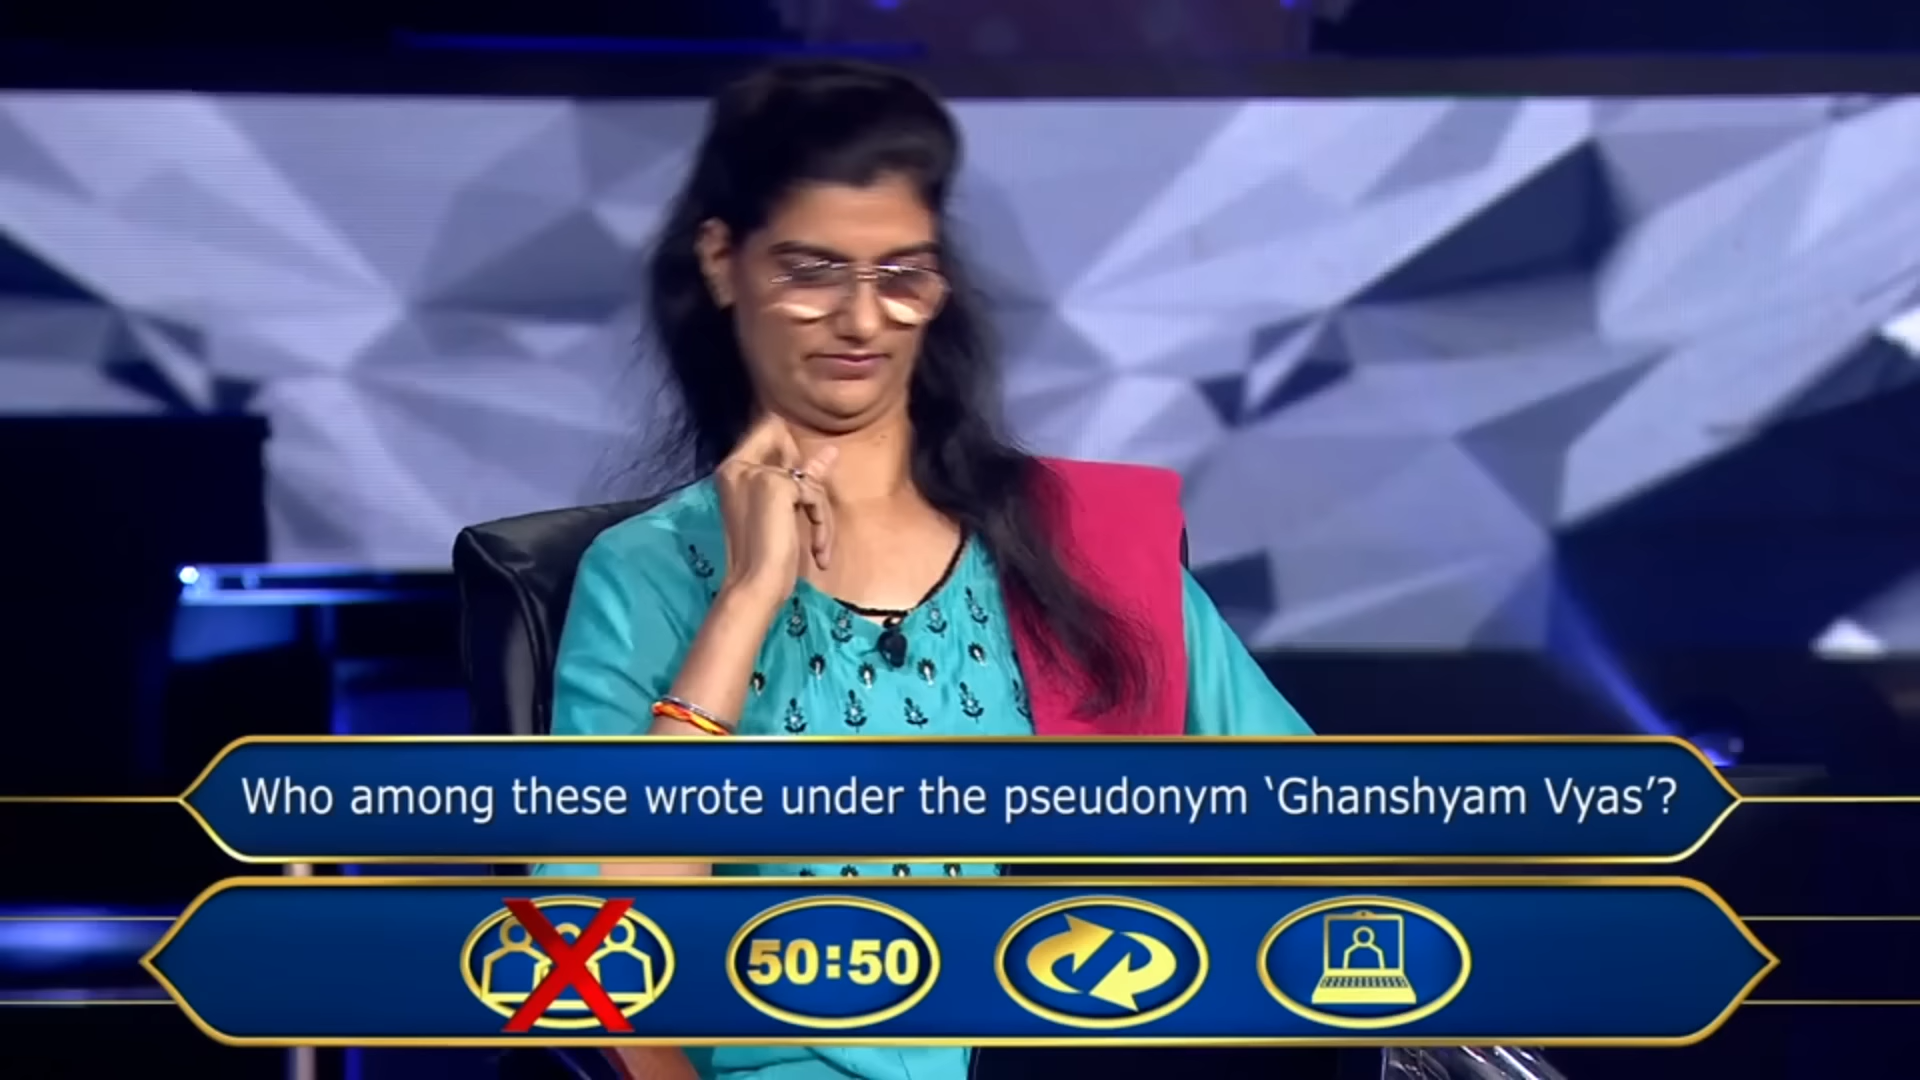 Who among these wrote under the pseudonym ‘Ghanshyam Vyas’?
50:50